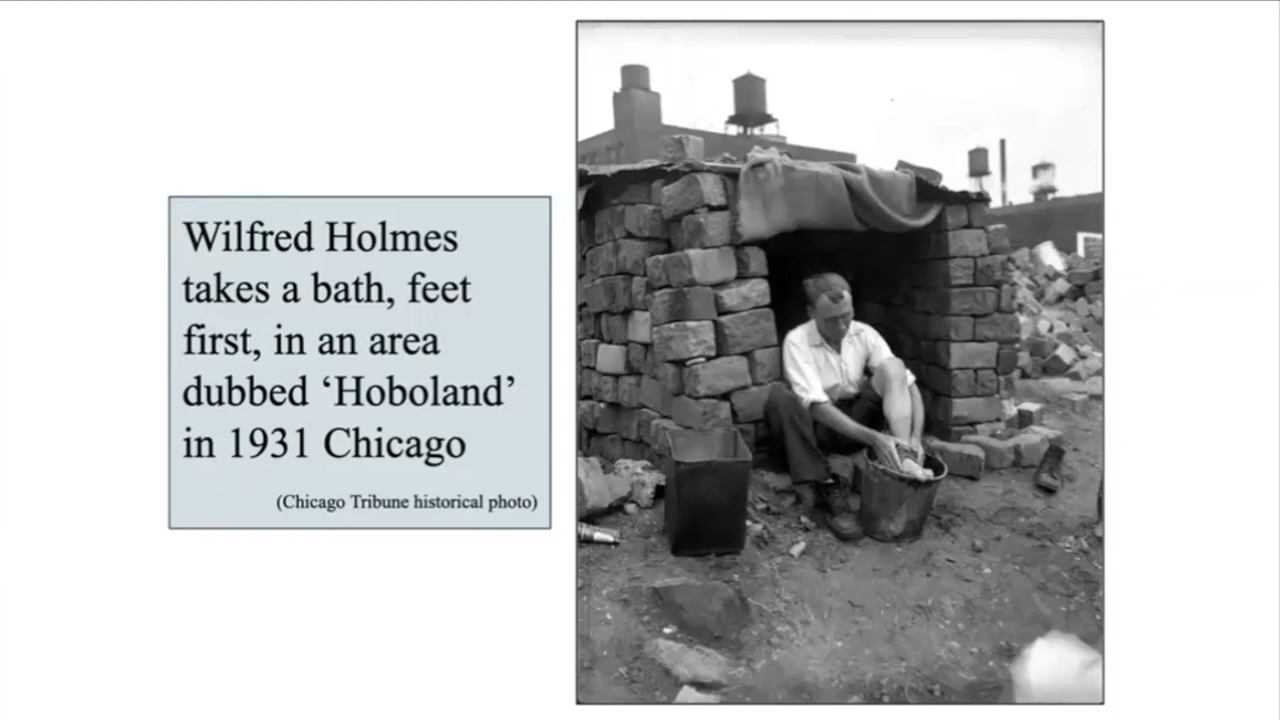 Wilfred Holmes
takes a bath, feet
first, in an area
dubbed ‘Hoboland’
in 1931 Chicago
(Chicago Tribune historical photo)